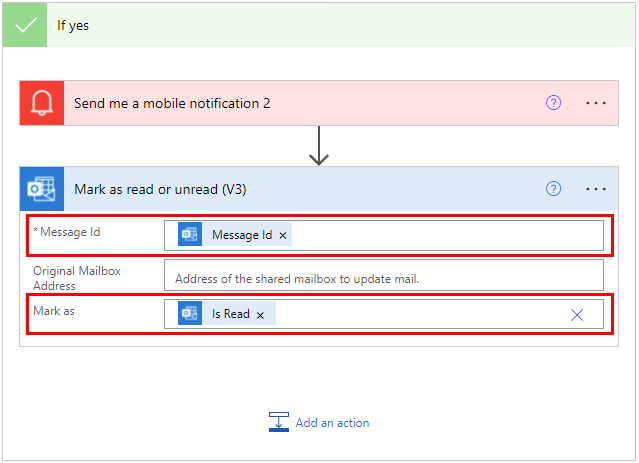 If yes
Send me a mobile notification 2
Mark as read or unread (V3)
* Message Id
Message Id ×
Original Mailbox
Address
Address of the shared mailbox to update mail.
Mark as
Is Read ×
Add an action